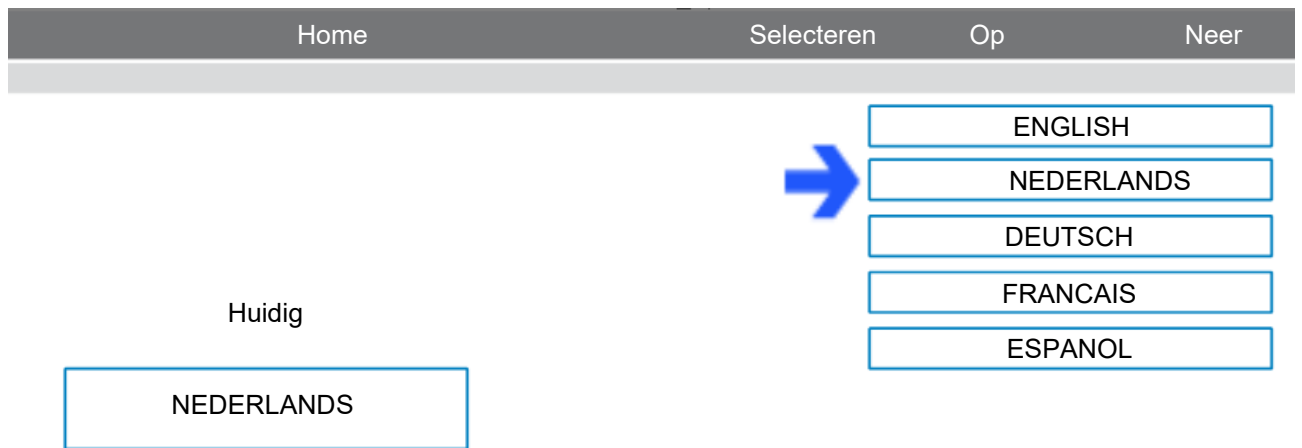 Home Selecteren Op Neer
ENGLISH
NEDERLANDS
DEUTSCH
FRANCAIS
ESPANOL
Huidig
NEDERLANDS